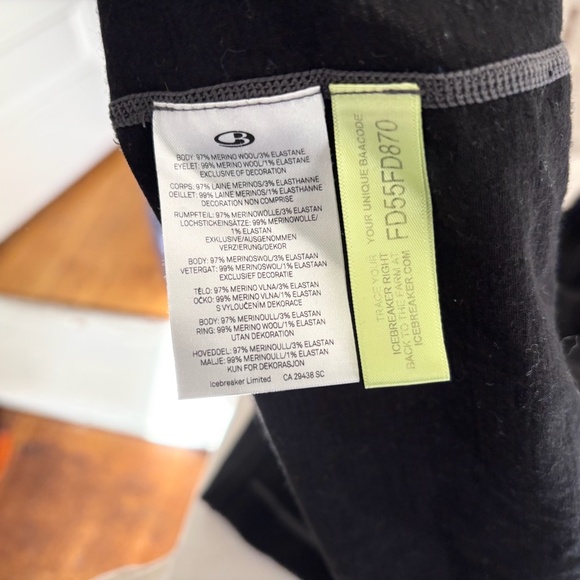 BODY: 97% MERINO WOOL/3% ELASTANE
EYELET: 99% MERINO WOOL/1% ELASTANE
EXCLUSIVE OF DECORATION
CORPS: 97% LAINE MERINOS/3% ELASTHANNE
OEILLET: 99% LAINE MERINOS/1% ELASTHANNE
DECORATION NON COMPRISE
RUMPFTEIL: 97% MERINOWOLLE/3% ELASTAN
LOCHSTICKEINSÄTZE: 99% MERINOWOLLE/
1% ELASTAN
EXKLUSIVE/AUSGENOMMEN
VERZIERUNG/DEKOR
BODY: 97% MERINOSWOL/3% ELASTAAN
VETERGAT: 99% MERINOSWOL/1% ELASTAAN
EXCLUSIEF DECORATIE
TĚLO: 97% MERINO VLNA/3% ELASTAN
OČKO: 99% MERINO VLNA/1% ELASTAN
S VYLOUČENÍM DEKORACE
BODY: 97% MERINOULL/3% ELASTAN
RING: 99% MERINO WOOL/1% ELASTAN
UTAN DEKORATION
HOVEDDEL: 97% MERINOULL/3% ELASTAN
MALJE: 99% MERINOULL/1% ELASTAN
KUN FOR DEKORASJON
Icebreaker Limited CA 29438 SC
YOUR UNIQUE BAACODE
FD55FD870
TRACE YOUR
ICEBREAKER RIGHT
BACK TO THE FARM AT
ICEBREAKER.COM